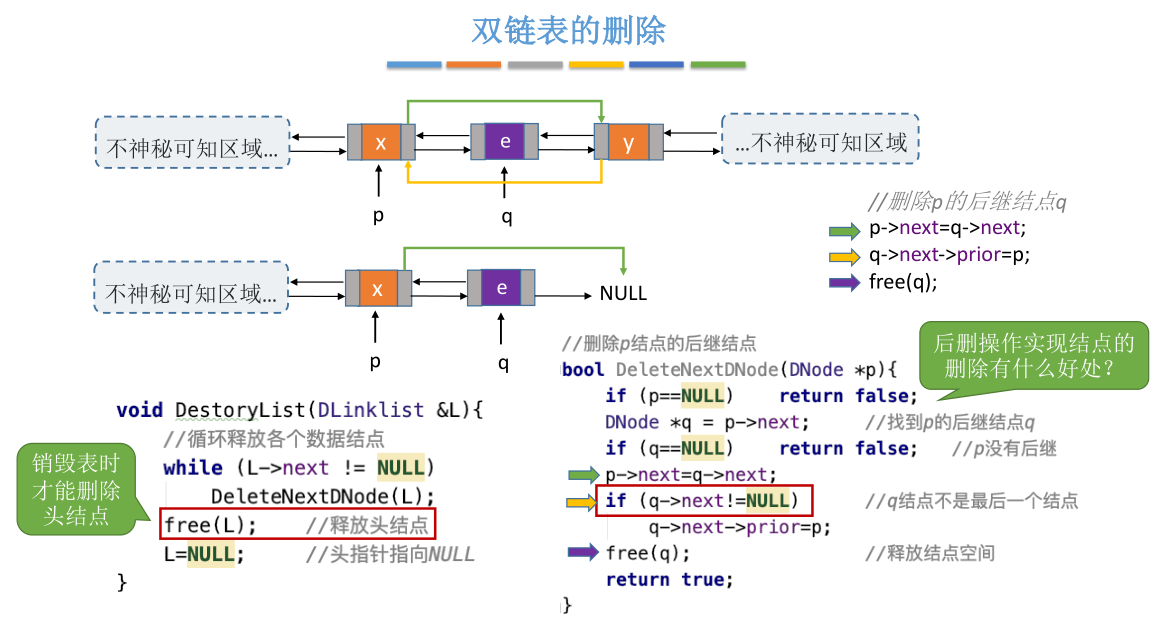 双链表的删除
不神秘可知区域...
x
e
y
...不神秘可知区域
p
q
//删除p的后继结点q
p->next=q->next;
q->next->prior=p;
free(q);
不神秘可知区域...
x
e
NULL
p
q
//删除p结点的后继结点
bool DeleteNextDNode(DNode *p){
if (p==NULL) return false;
DNode *q = p->next; //找到p的后继结点q
if (q==NULL) return false; //p没有后继
p->next=q->next;
if (q->next!=NULL) //q结点不是最后一个结点
q->next->prior=p;
free(q); //释放结点空间
return true;
}
后删操作实现结点的
删除有什么好处?
void DestoryList(DLinklist &L){
//循环释放各个数据结点
while (L->next != NULL)
DeleteNextDNode(L);
free(L); //释放头结点
L=NULL; //头指针指向NULL
}
销毁表时
才能删除
头结点